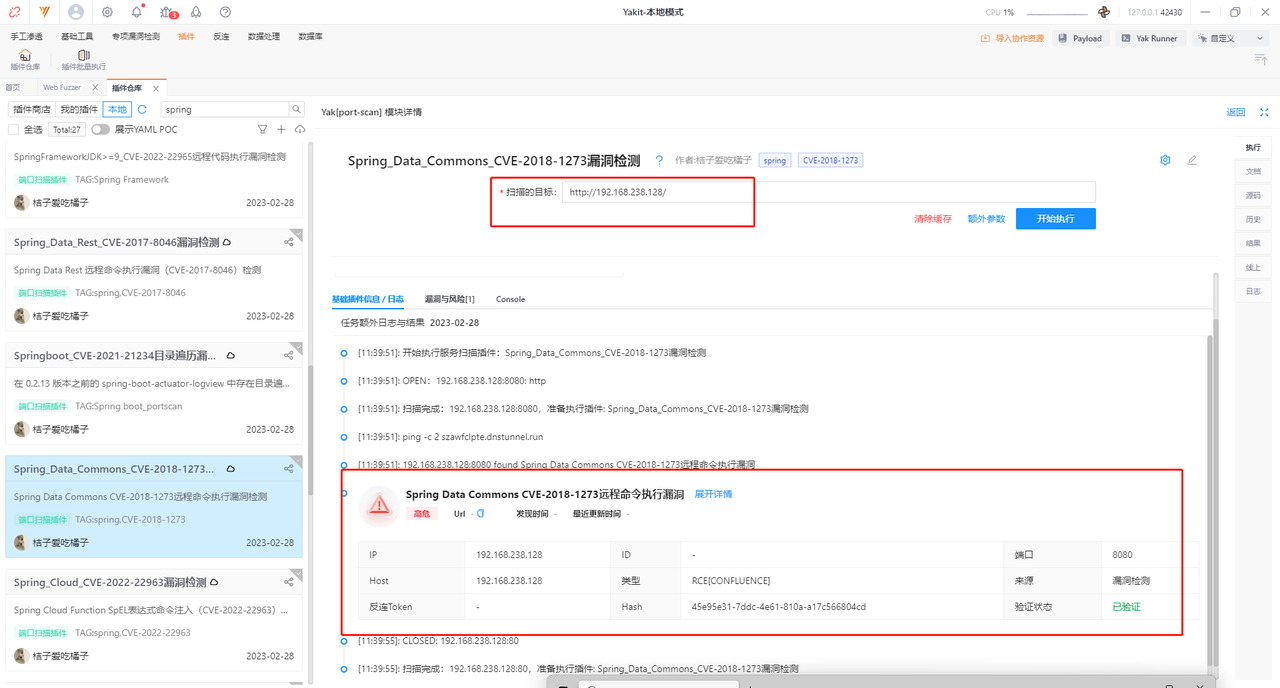 3
Yakit-本地模式
CPU 1%
127.0.0.1:42430
手工渗透 基础工具 专项漏洞检测 插件 反连 数据处理 数据库
导入协作资源 Payload Yak Runner 自定义
插件仓库 插件批量执行
首页 Web Fuzzer 插件仓库
插件商店 我的插件 本地 spring
全选 Total:27 展示YAML POC
SpringFrameworkJDK>=9_CVE-2022-22965远程代码执行漏洞检测
端口扫描插件 TAG:Spring Framework
桔子爱吃橘子 2023-02-28
Spring_Data_Rest_CVE-2017-8046漏洞检测
Spring Data Rest 远程命令执行漏洞（CVE-2017-8046）检测
端口扫描插件 TAG:spring,CVE-2017-8046
桔子爱吃橘子 2023-02-28
Springboot_CVE-2021-21234目录遍历漏...
在 0.2.13 版本之前的 spring-boot-actuator-logview 中存在目录遍...
端口扫描插件 TAG:Spring boot_portscan
桔子爱吃橘子 2023-02-28
Spring_Data_Commons_CVE-2018-1273...
Spring Data Commons CVE-2018-1273远程命令执行漏洞检测
端口扫描插件 TAG:spring,CVE-2018-1273
桔子爱吃橘子 2023-02-28
Spring_Cloud_CVE-2022-22963漏洞检测
Spring Cloud Function SpEL表达式命令注入（CVE-2022-22963）...
端口扫描插件 TAG:spring,CVE-2022-22963
桔子爱吃橘子 2023-02-28
Yak[port-scan] 模块详情
返回
Spring_Data_Commons_CVE-2018-1273漏洞检测 作者:桔子爱吃橘子 spring CVE-2018-1273
* 扫描的目标: http://192.168.238.128/
清除缓存 额外参数 开始执行
基础插件信息 / 日志 漏洞与风险[1] Console
任务额外日志与结果 2023-02-28
[11:39:51]: 开始执行服务扫描插件：Spring_Data_Commons_CVE-2018-1273漏洞检测
[11:39:51]: OPEN：192.168.238.128:8080: http
[11:39:51]: 扫描完成：192.168.238.128:8080，准备执行插件: Spring_Data_Commons_CVE-2018-1273漏洞检测
[11:39:51]: ping -c 2 szawfclpte.dnstunnel.run
[11:39:51]: 192.168.238.128:8080 found Spring Data Commons CVE-2018-1273远程命令执行漏洞
Spring Data Commons CVE-2018-1273远程命令执行漏洞 展开详情
高危 Url - 发现时间 - 最近更新时间 -
IP 192.168.238.128 ID - 端口 8080
Host 192.168.238.128 类型 RCE[CONFLUENCE] 来源 漏洞检测
反连Token - Hash 45e95e31-7ddc-4e61-810a-a17c566804cd 验证状态 已验证
[11:39:55]: CLOSED: 192.168.238.128:80
[11:39:55]: 扫描完成：192.168.238.128:80，准备执行插件: Spring_Data_Commons_CVE-2018-1273漏洞检测
执行
文档
源码
历史
结果
线上
日志